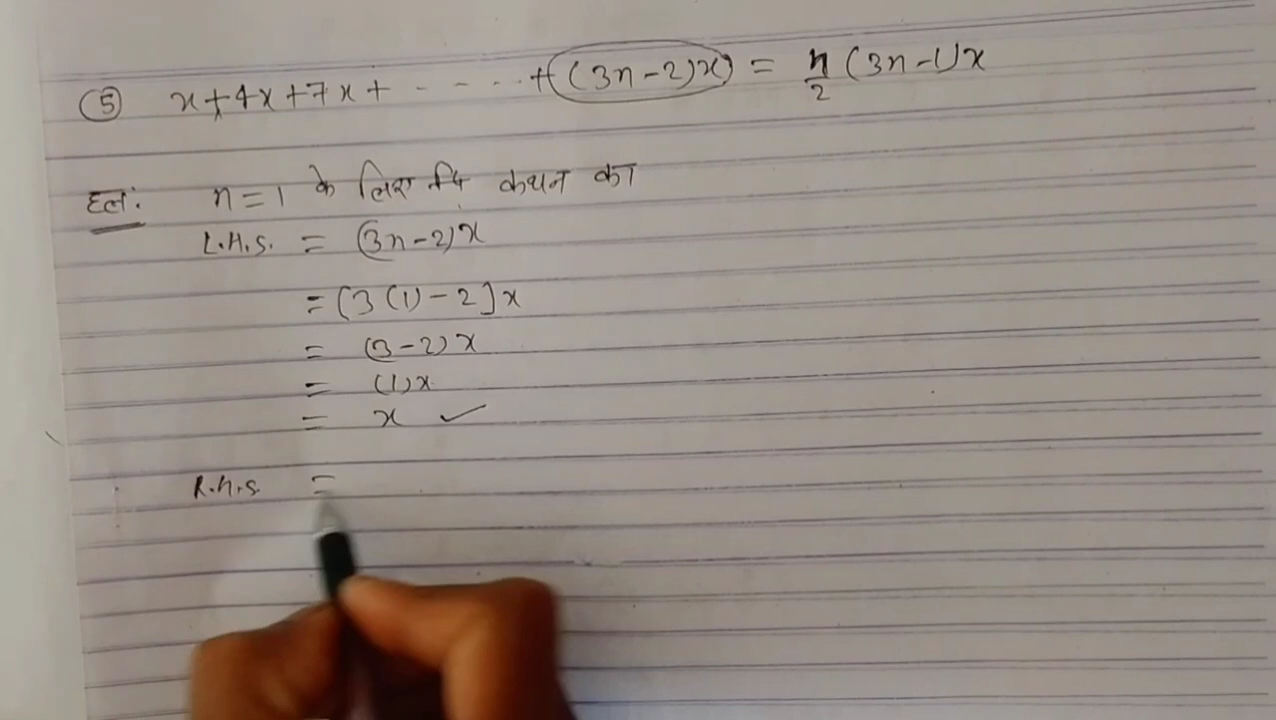 (5) x+4x+7x+ - - - - +((3n-2)x) = n/2 (3n-1)x
हल: n=1 के लिए कथन का
L.H.S. = (3n-2)x
= [3(1)-2]x
= (3-2)x
= (1)x
= x ✓
R.H.S. =